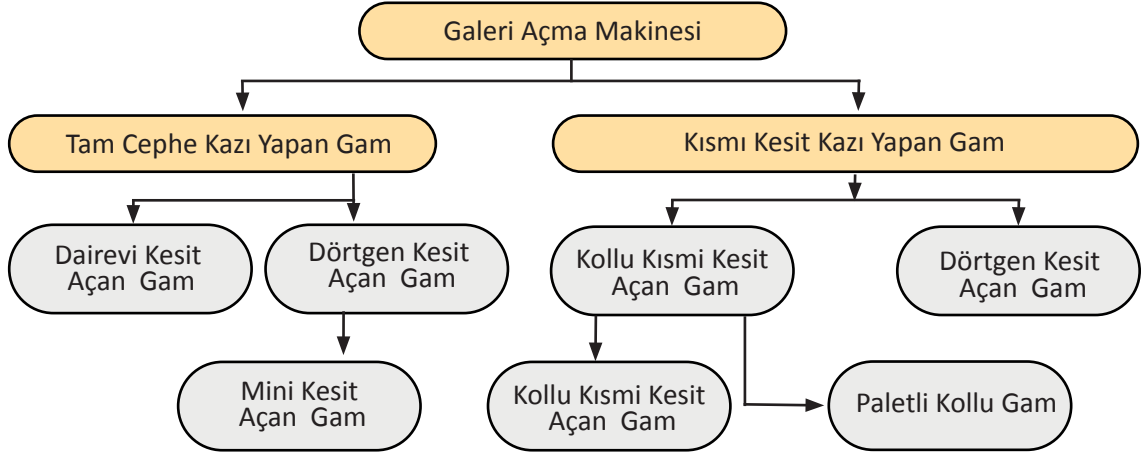 Galeri Açma Makinesi
Tam Cephe Kazı Yapan Gam
Kısmı Kesit Kazı Yapan Gam
Dairevi Kesit
Açan Gam
Dörtgen Kesit
Açan Gam
Kollu Kısmi Kesit
Açan Gam
Dörtgen Kesit
Açan Gam
Mini Kesit
Açan Gam
Kollu Kısmi Kesit
Açan Gam
Paletli Kollu Gam